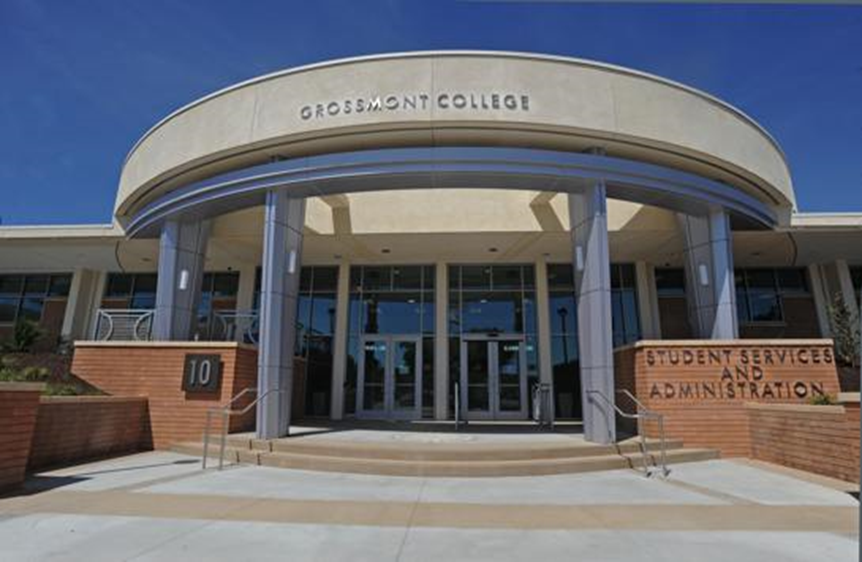 GROSSMONT COLLEGE
10
STUDENT SERVICES
AND
ADMINISTRATION